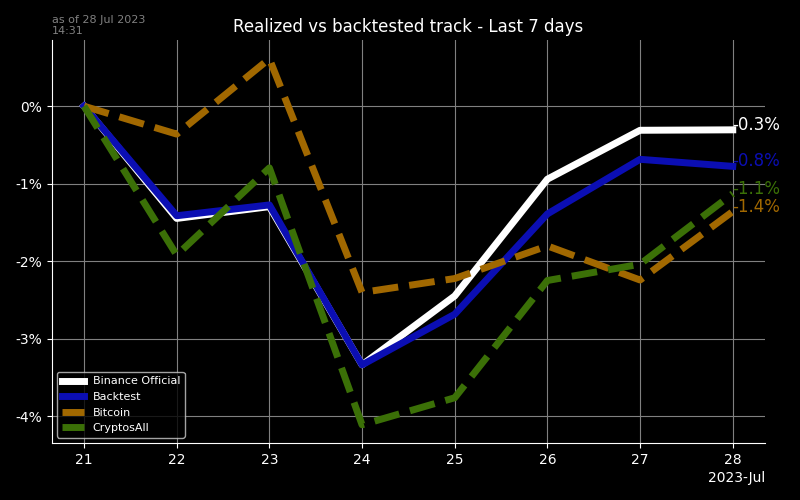 as of 28 Jul 2023
14:31
Realized vs backtested track - Last 7 days
0%
-1%
-2%
-3%
-4%
-0.3%
-0.8%
-1.1%
-1.4%
Binance Official
Backtest
Bitcoin
CryptosAll
21 22 23 24 25 26 27 28
2023-Jul